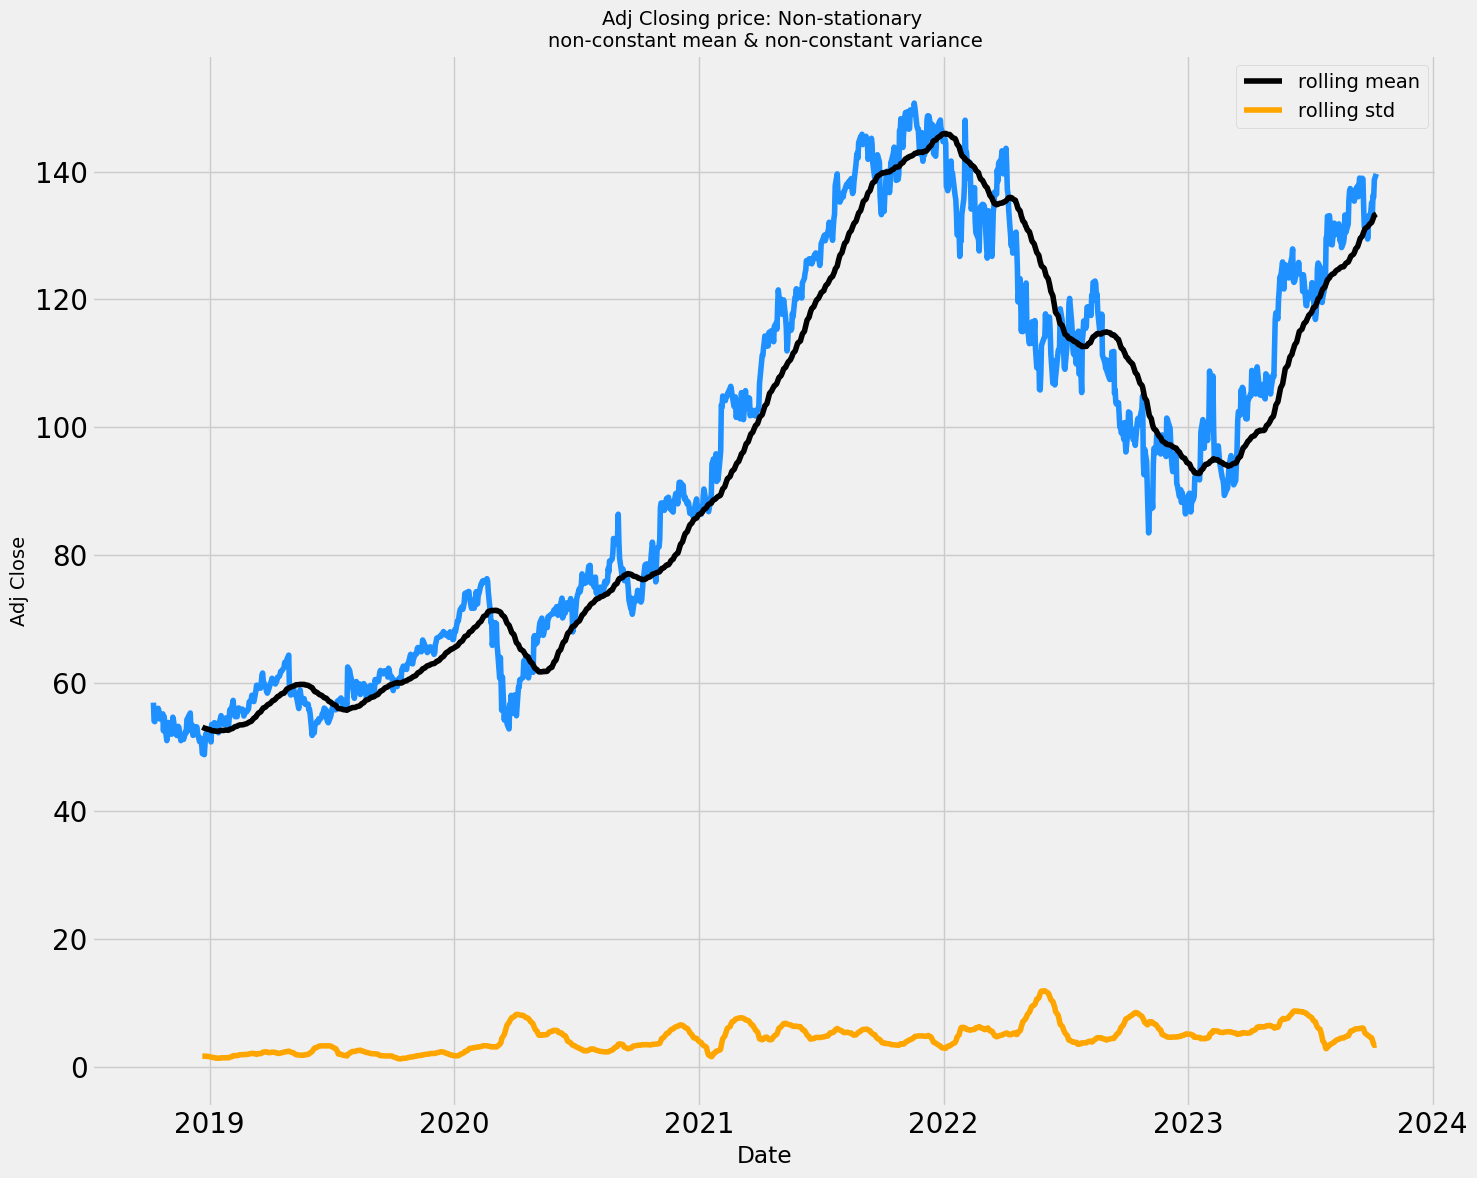 Adj Closing price: Non-stationary
non-constant mean & non-constant variance
rolling mean
rolling std
Adj Close
140
120
100
80
60
40
20
0
2019 2020 2021 2022 2023 2024
Date